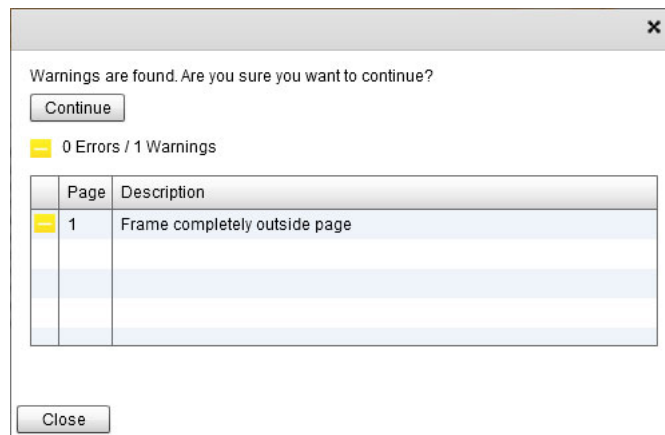 Warnings are found. Are you sure you want to continue?
Continue
0 Errors / 1 Warnings
Page Description
1 Frame completely outside page
Close